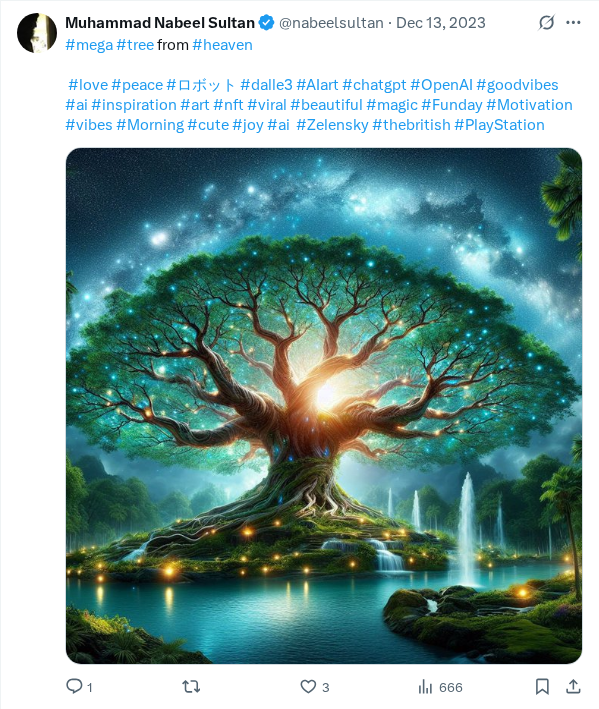 Muhammad Nabeel Sultan @nabeelsultan · Dec 13, 2023
#mega #tree from #heaven
#love #peace #ロボット #dalle3 #AIart #chatgpt #OpenAI #goodvibes
#ai #inspiration #art #nft #viral #beautiful #magic #Funday #Motivation
#vibes #Morning #cute #joy #ai #Zelensky #thebritish #PlayStation
1 3 666